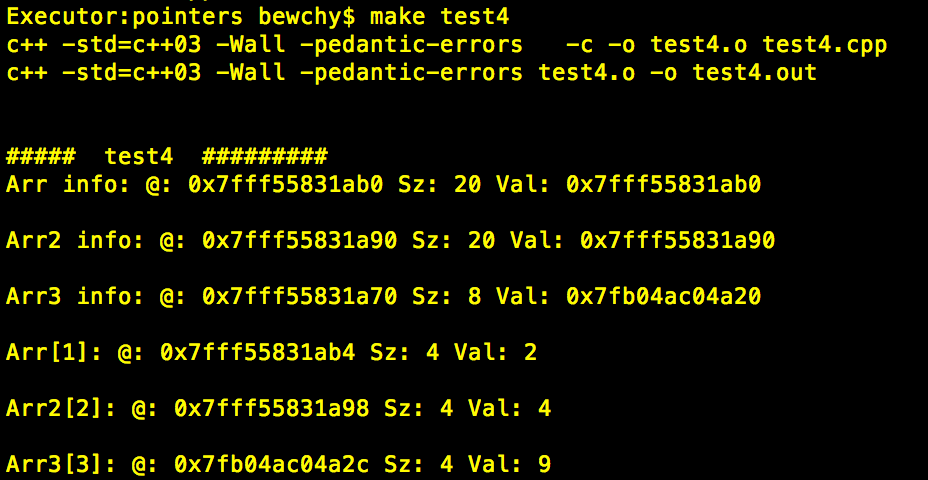 Executor:pointers bewchy$ make test4
c++ -std=c++03 -Wall -pedantic-errors   -c -o test4.o test4.cpp
c++ -std=c++03 -Wall -pedantic-errors test4.o -o test4.out
#####  test4  #########
Arr info: @: 0x7fff55831ab0 Sz: 20 Val: 0x7fff55831ab0
Arr2 info: @: 0x7fff55831a90 Sz: 20 Val: 0x7fff55831a90
Arr3 info: @: 0x7fff55831a70 Sz: 8 Val: 0x7fb04ac04a20
Arr[1]: @: 0x7fff55831ab4 Sz: 4 Val: 2
Arr2[2]: @: 0x7fff55831a98 Sz: 4 Val: 4
Arr3[3]: @: 0x7fb04ac04a2c Sz: 4 Val: 9